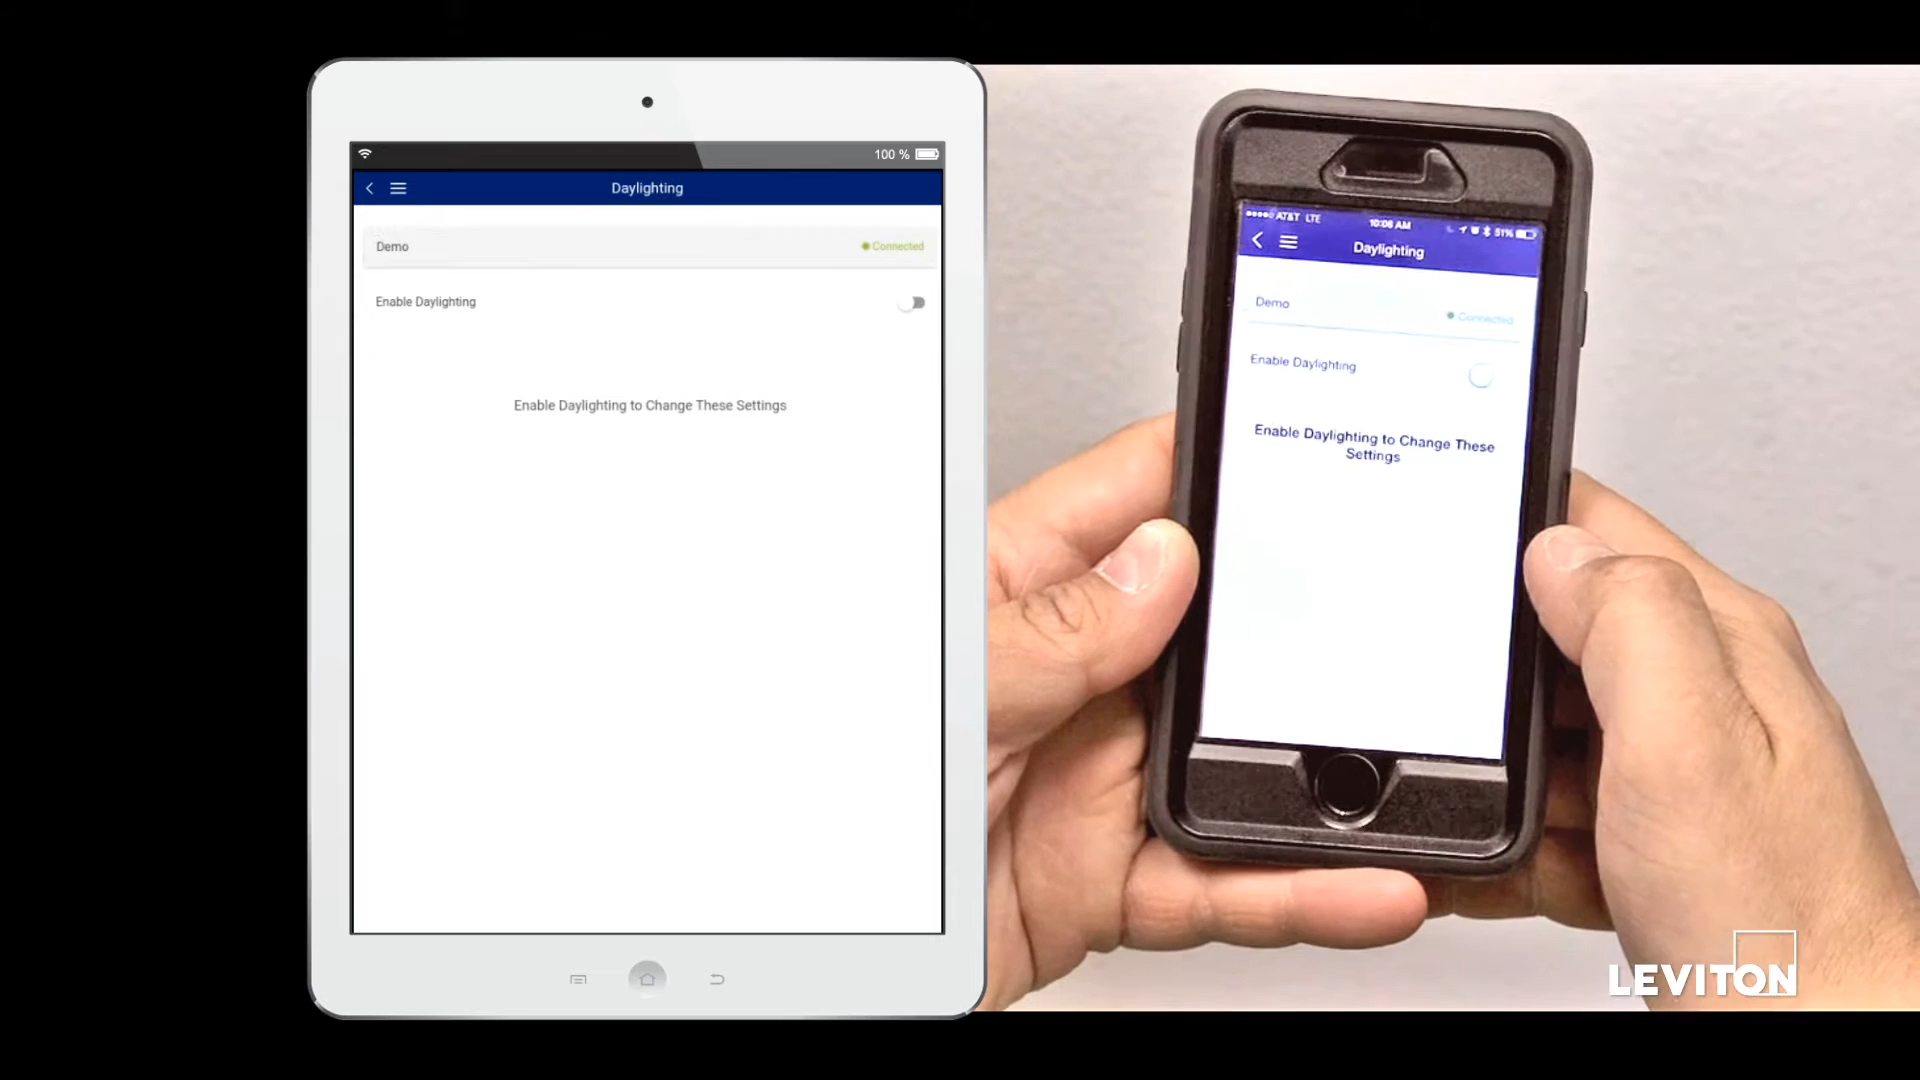 100 %
Daylighting
Demo
Connected
Enable Daylighting
Enable Daylighting to Change These Settings
AT&T LTE
10:06 AM
51%
Daylighting
Demo
Connected
Enable Daylighting
Enable Daylighting to Change These
Settings
LEVITON